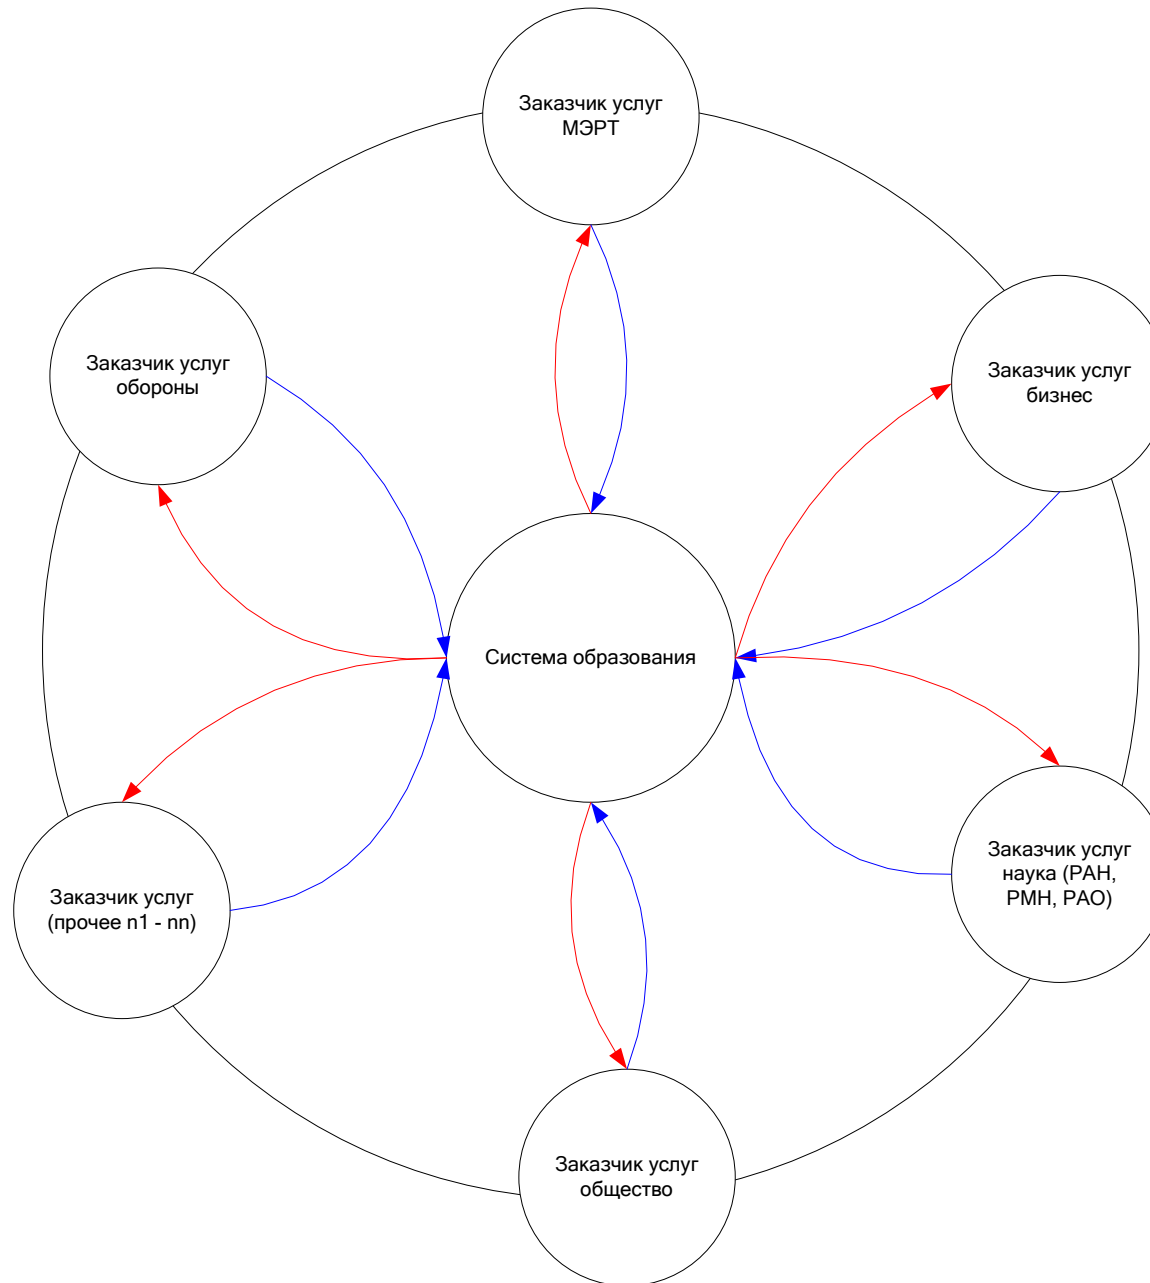 Заказчик услуг
МЭРТ
Заказчик услуг
обороны
Заказчик услуг
бизнес
Система образования
Заказчик услуг
наука (РАН,
РМН, РАО)
Заказчик услуг
(прочее n1 - nn)
Заказчик услуг
общество